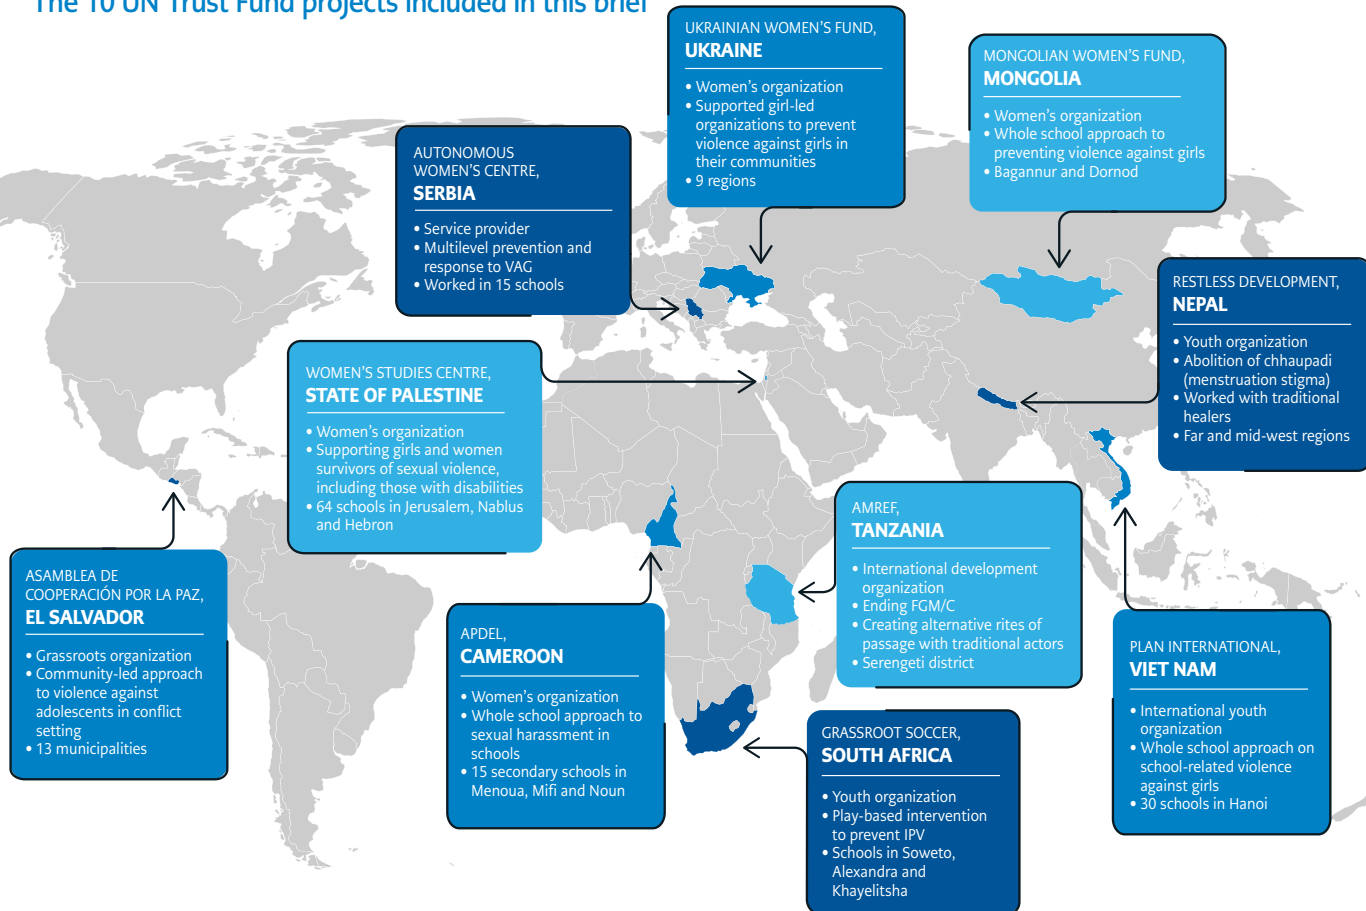 The 10 UN Trust Fund projects included in this brief
UKRAINIAN WOMEN'S FUND,
UKRAINE
• Women's organization
• Supported girl-led
organizations to prevent
violence against girls in
their communities
• 9 regions
MONGOLIAN WOMEN'S FUND,
MONGOLIA
• Women's organization
• Whole school approach to
preventing violence against girls
• Bagannur and Dornod
AUTONOMOUS
WOMEN'S CENTRE,
SERBIA
• Service provider
• Multilevel prevention and
response to VAG
• Worked in 15 schools
RESTLESS DEVELOPMENT,
NEPAL
• Youth organization
• Abolition of chhaupadi
(menstruation stigma)
• Worked with traditional
healers
• Far and mid-west regions
WOMEN'S STUDIES CENTRE,
STATE OF PALESTINE
• Women's organization
• Supporting girls and women
survivors of sexual violence,
including those with disabilities
• 64 schools in Jerusalem, Nablus
and Hebron
AMREF,
TANZANIA
• International development
organization
• Ending FGM/C
• Creating alternative rites of
passage with traditional actors
• Serengeti district
ASAMBLEA DE
COOPERACIÓN POR LA PAZ,
EL SALVADOR
• Grassroots organization
• Community-led approach
to violence against
adolescents in conflict
setting
• 13 municipalities
APDEL,
CAMEROON
• Women's organization
• Whole school approach to
sexual harassment in
schools
• 15 secondary schools in
Menoua, Mifi and Noun
PLAN INTERNATIONAL,
VIET NAM
• International youth
organization
• Whole school approach on
school-related violence
against girls
• 30 schools in Hanoi
GRASSROOT SOCCER,
SOUTH AFRICA
• Youth organization
• Play-based intervention
to prevent IPV
• Schools in Soweto,
Alexandra and
Khayelitsha